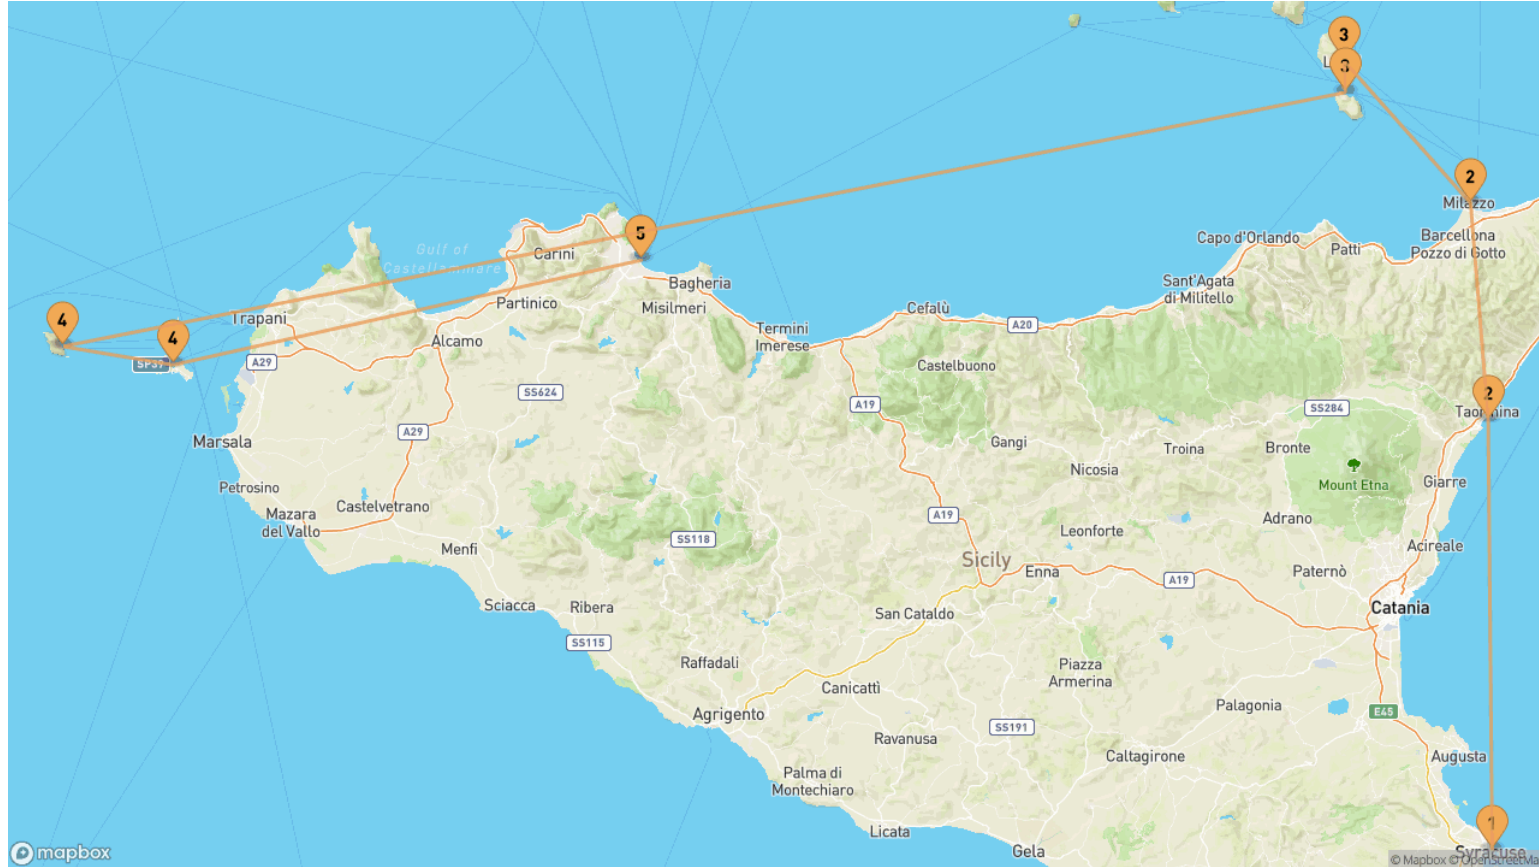 3
L
3
2
Milazzo
Barcellona
Pozzo di Gotto
Capo d'Orlando
Patti
Gulf of
Castellammare
Carini
5
Bagheria
Sant'Agata
di Militello
Partinico
Misilmeri
Cefalù
A20
4
Trapani
4
SP39
A29
Alcamo
Termini
Imerese
Castelbuono
SS624
A19
SS284
2
Taormina
A29
Marsala
Gangi
Troina
Bronte
Nicosia
Mount Etna
Giarre
Petrosino
Castelvetrano
Mazara
del Vallo
A19
Adrano
Leonforte
SS118
Menfi
Acireale
Sicily
Enna
A19
Paternò
Sciacca
Ribera
San Cataldo
Catania
SS115
Raffadali
Piazza
Armerina
Canicattì
Agrigento
Palagonia
E45
SS191
Ravanusa
Caltagirone
Augusta
Palma di
Montechiaro
Licata
1
Gela
Syracuse
mapbox
© Mapbox © OpenStreetMa